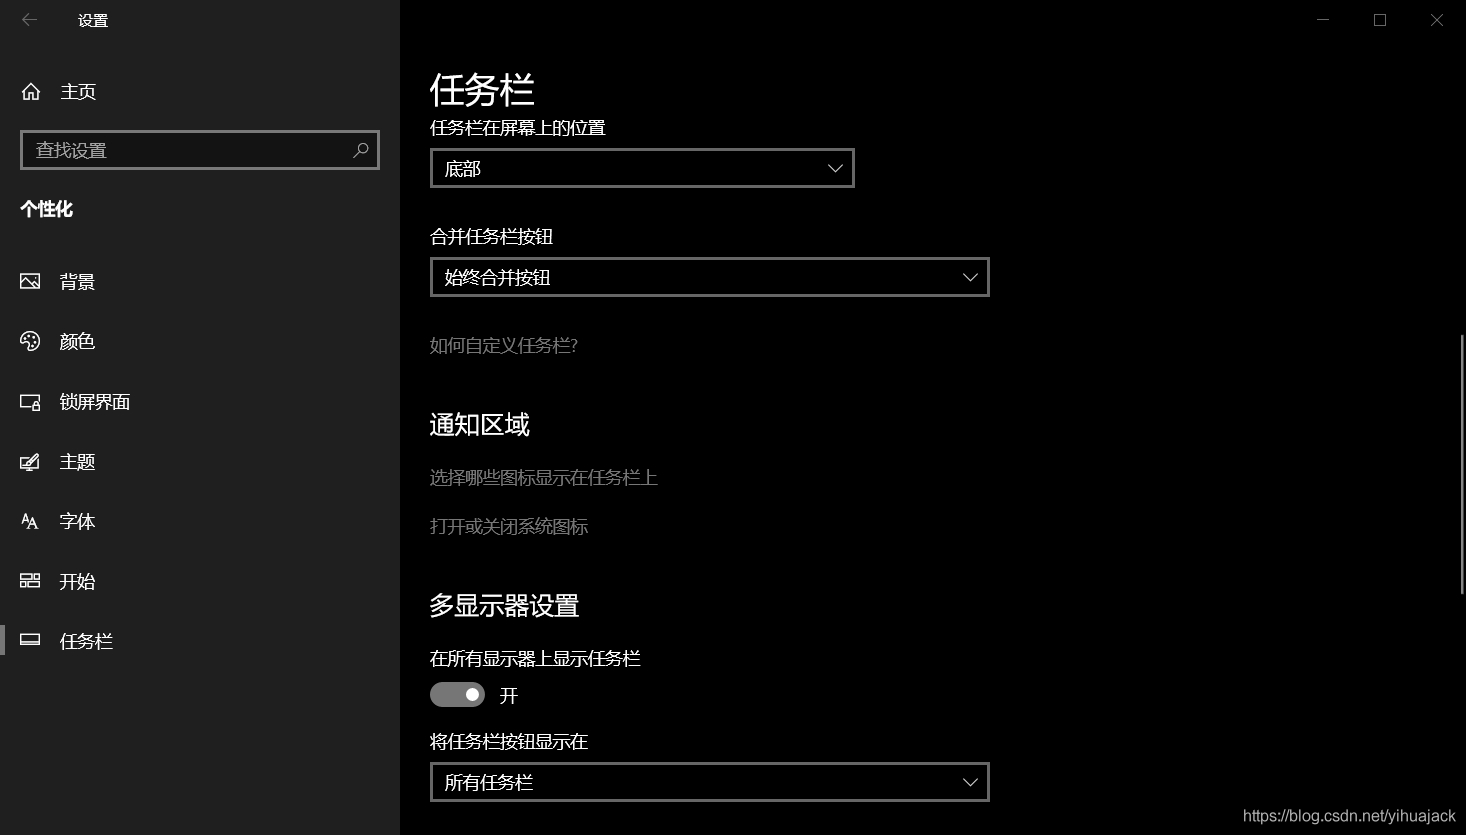 设置
主页
查找设置
个性化
背景
颜色
锁屏界面
主题
字体
开始
任务栏
任务栏
任务栏在屏幕上的位置
底部
合并任务栏按钮
始终合并按钮
如何自定义任务栏?
通知区域
选择哪些图标显示在任务栏上
打开或关闭系统图标
多显示器设置
在所有显示器上显示任务栏
开
将任务栏按钮显示在
所有任务栏
https://blog.csdn.net/yihuajack